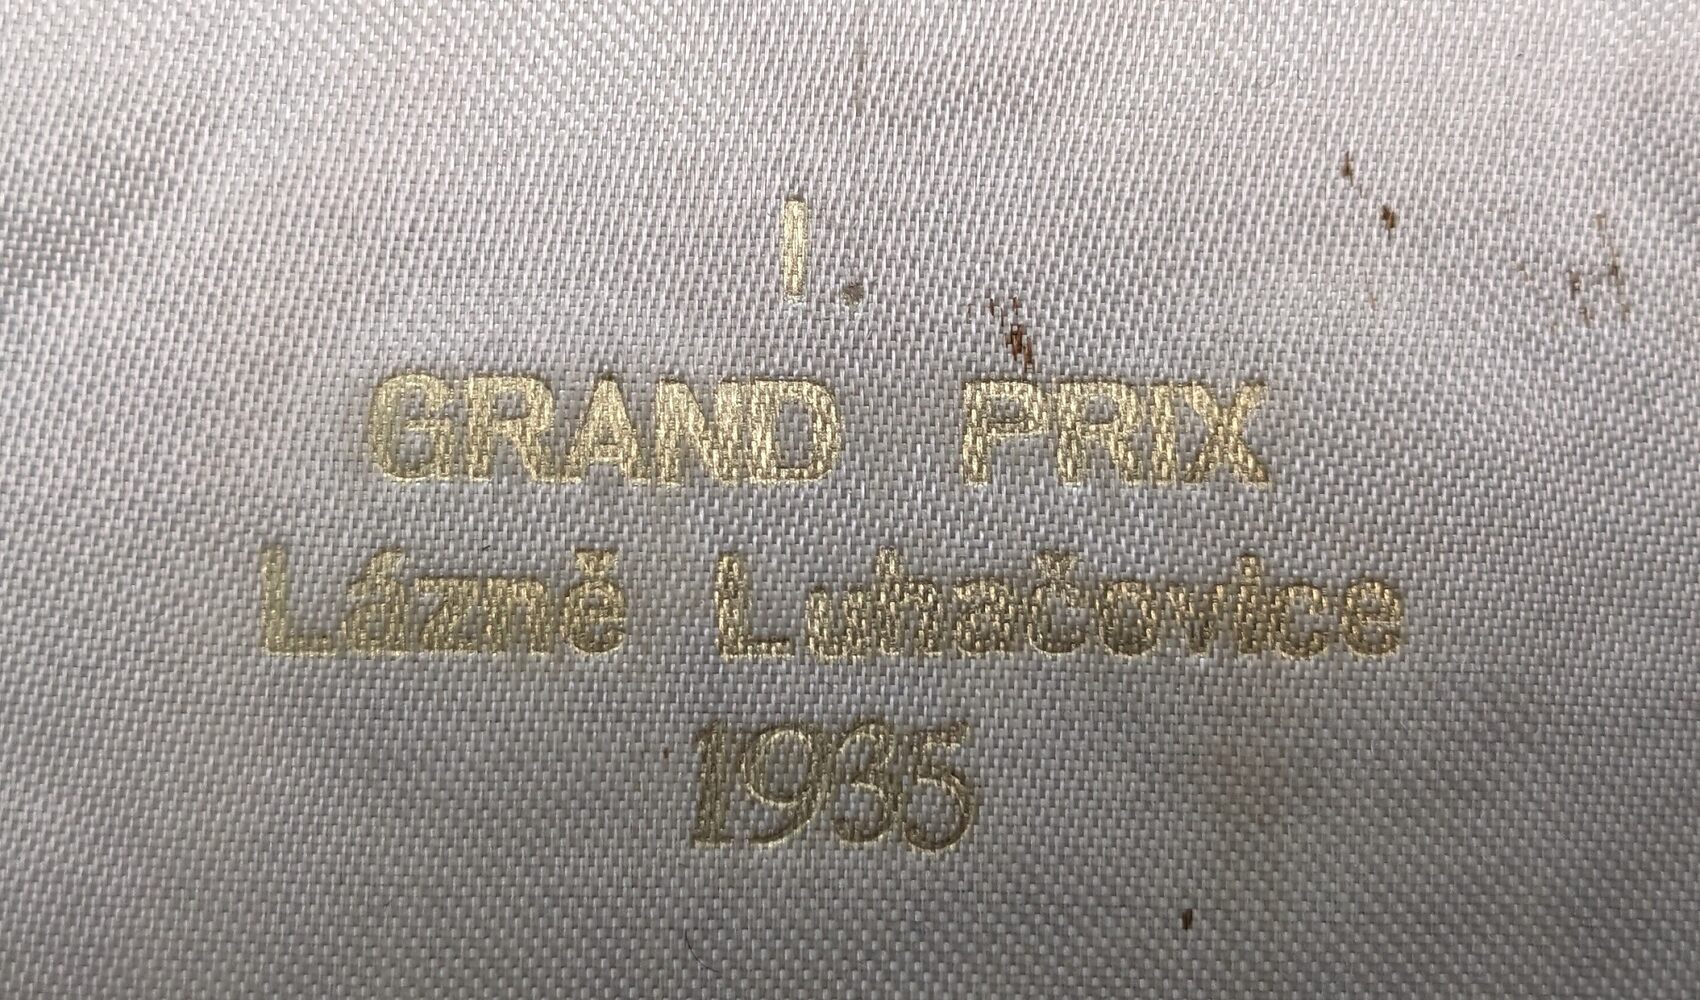 I.
GRAND PRIX
Lázně Luhačovice
1935